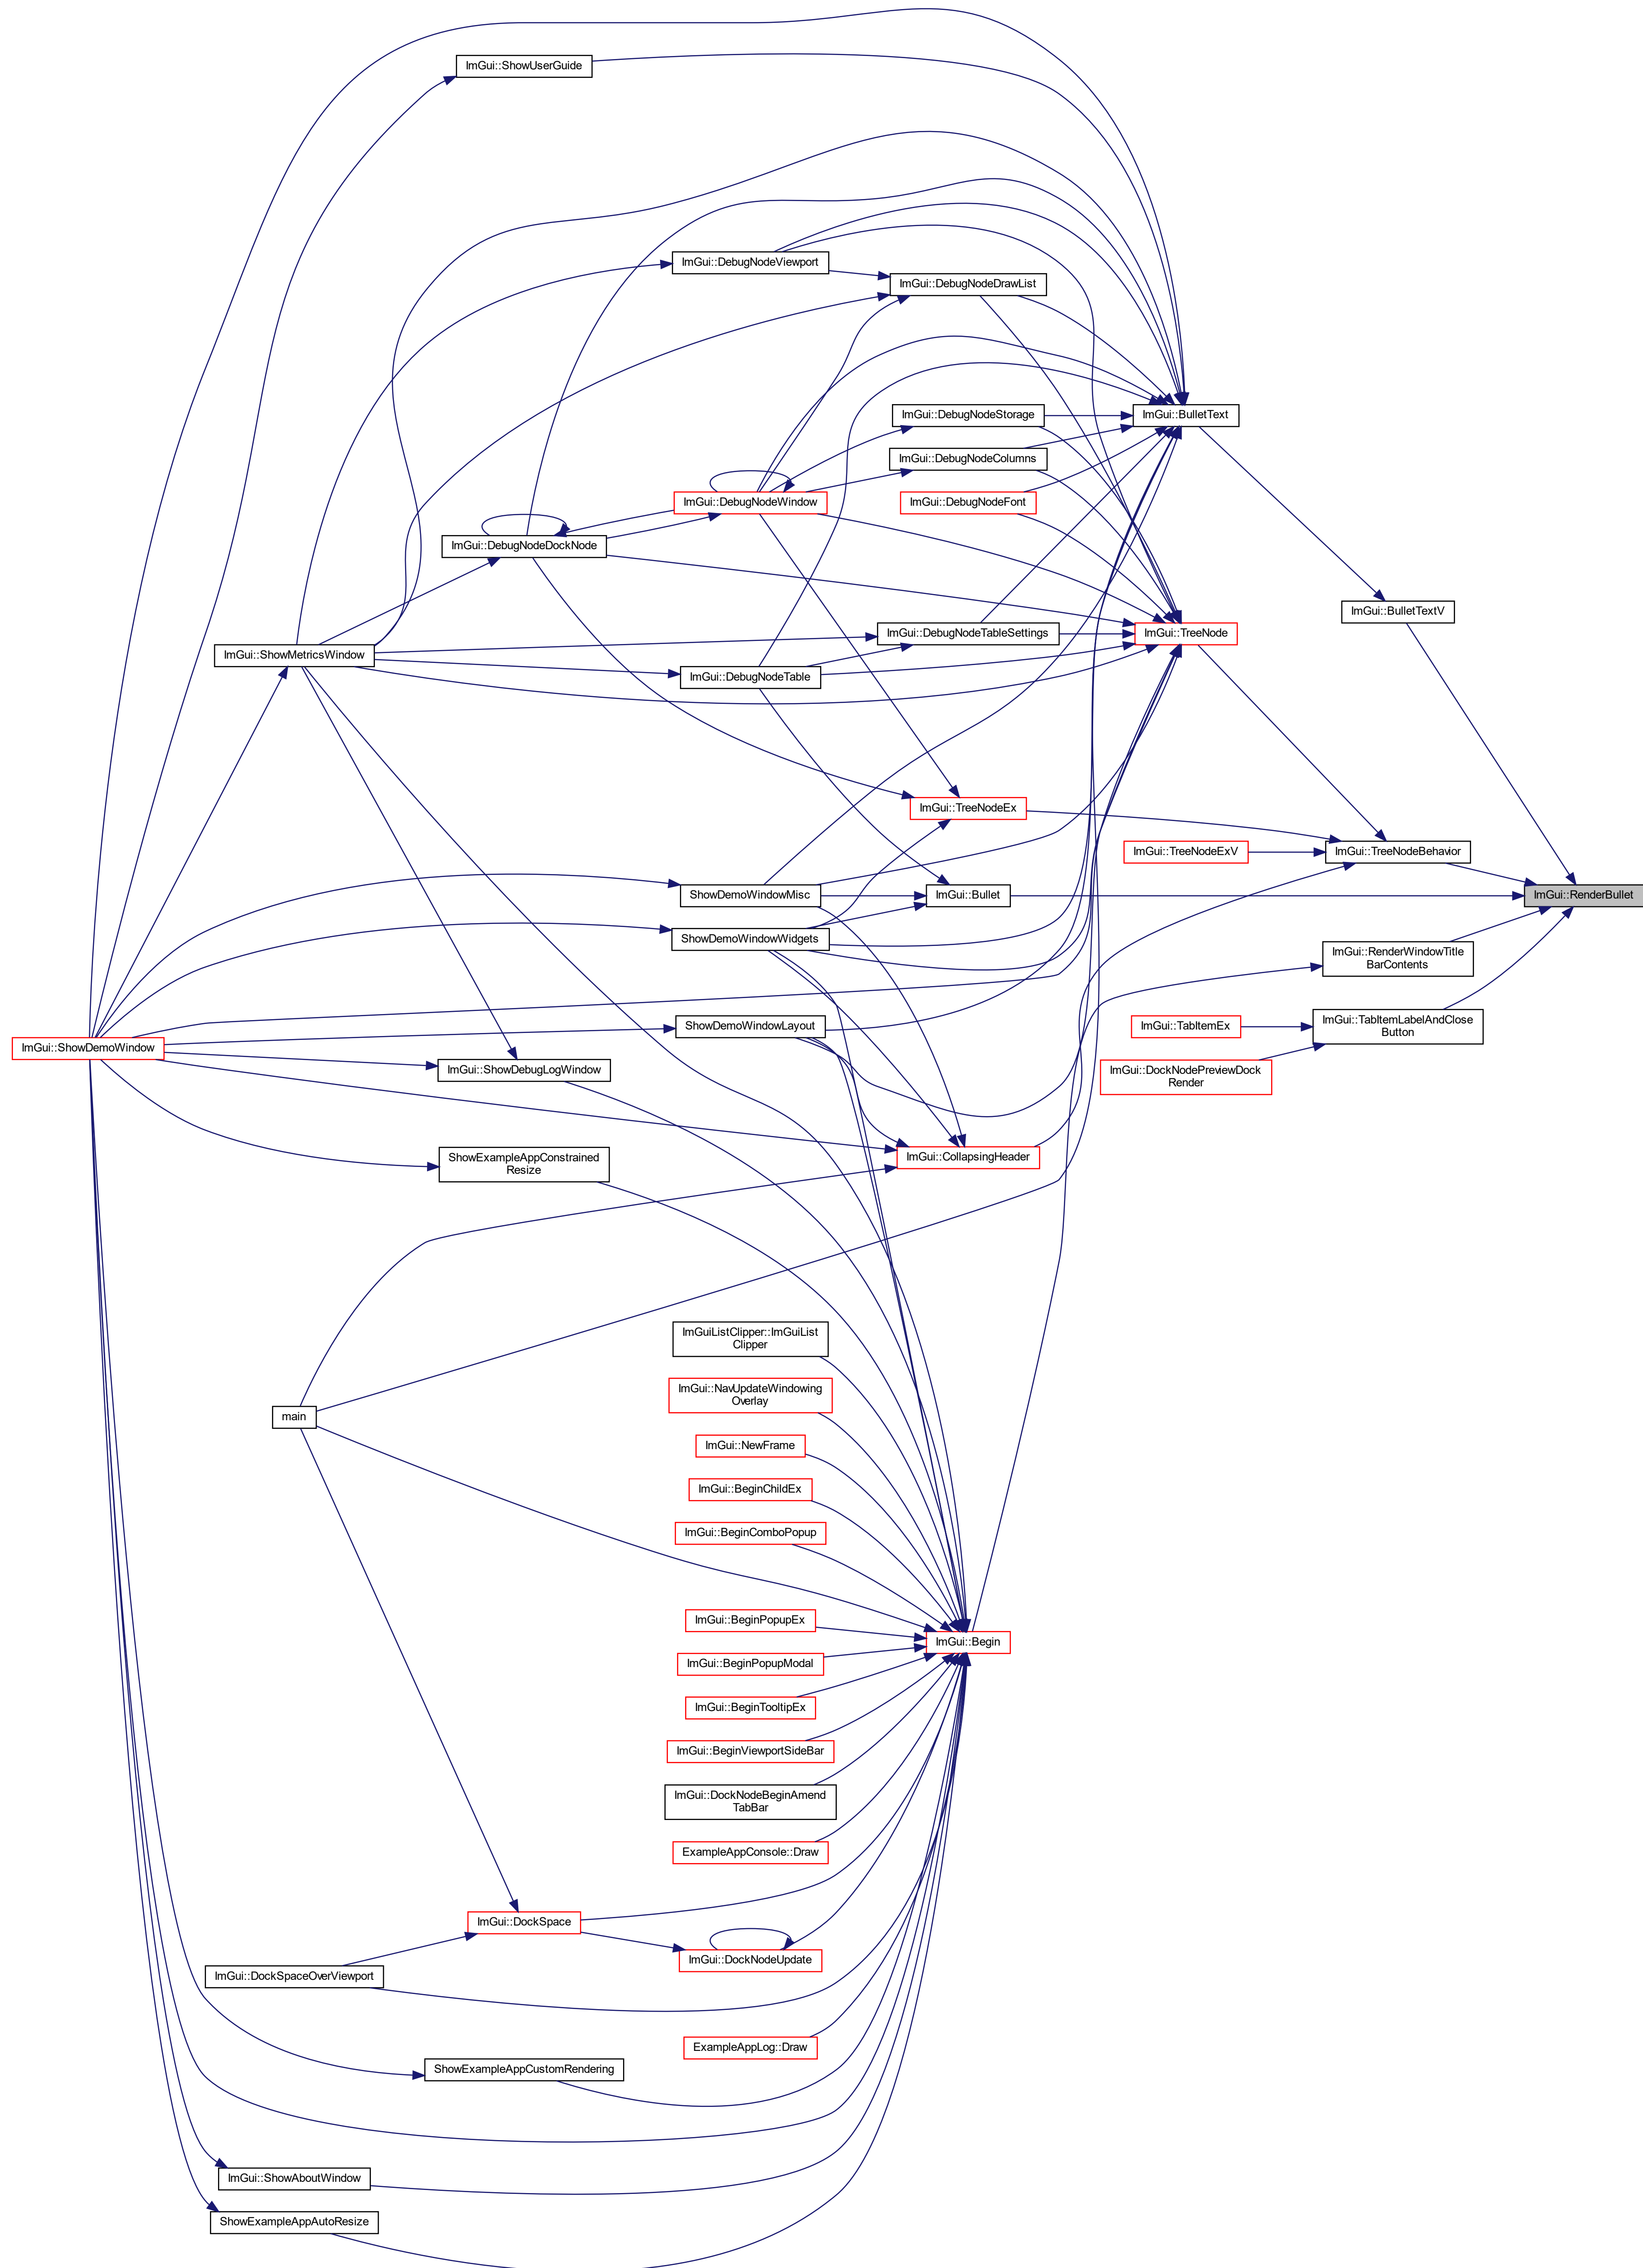 ImGui::ShowUserGuide
ImGui::DebugNodeViewport
ImGui::DebugNodeDrawList
ImGui::DebugNodeStorage
ImGui::BulletText
ImGui::DebugNodeColumns
ImGui::DebugNodeWindow
ImGui::DebugNodeFont
ImGui::DebugNodeDockNode
ImGui::BulletTextV
ImGui::DebugNodeTableSettings
ImGui::TreeNode
ImGui::ShowMetricsWindow
ImGui::DebugNodeTable
ImGui::TreeNodeEx
ImGui::TreeNodeExV
ImGui::TreeNodeBehavior
ShowDemoWindowMisc
ImGui::Bullet
ImGui::RenderBullet
ShowDemoWindowWidgets
ImGui::RenderWindowTitle
BarContents
ShowDemoWindowLayout
ImGui::TabItemEx
ImGui::TabItemLabelAndClose
Button
ImGui::ShowDemoWindow
ImGui::ShowDebugLogWindow
ImGui::DockNodePreviewDock
Render
ShowExampleAppConstrained
Resize
ImGui::CollapsingHeader
ImGuiListClipper::ImGuiList
Clipper
ImGui::NavUpdateWindowing
Overlay
main
ImGui::NewFrame
ImGui::BeginChildEx
ImGui::BeginComboPopup
ImGui::BeginPopupEx
ImGui::Begin
ImGui::BeginPopupModal
ImGui::BeginTooltipEx
ImGui::BeginViewportSideBar
ImGui::DockNodeBeginAmend
TabBar
ExampleAppConsole::Draw
ImGui::DockSpace
ImGui::DockNodeUpdate
ImGui::DockSpaceOverViewport
ExampleAppLog::Draw
ShowExampleAppCustomRendering
ImGui::ShowAboutWindow
ShowExampleAppAutoResize